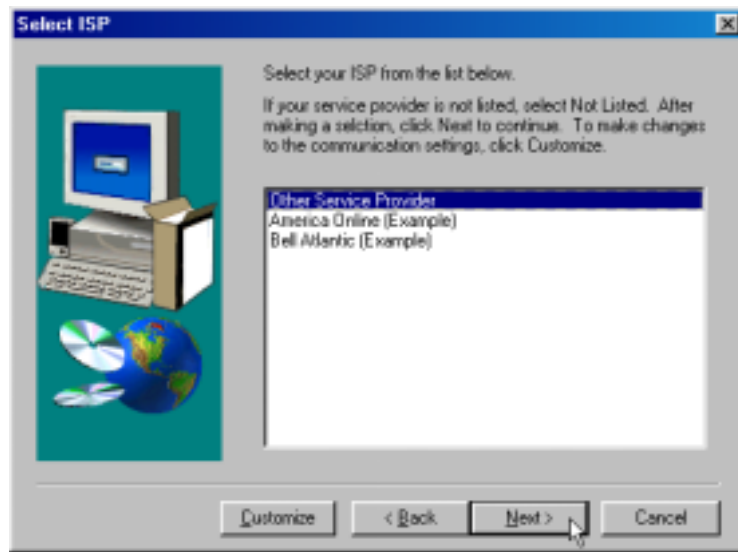 Select ISP
Select your ISP from the list below.
If your service provider is not listed, select Not Listed. After
making a selction, click Next to continue. To make changes
to the communication settings, click Customize.
Other Service Provider
America Online (Example)
Bell Atlantic (Example)
Customize
< Back
Next >
Cancel